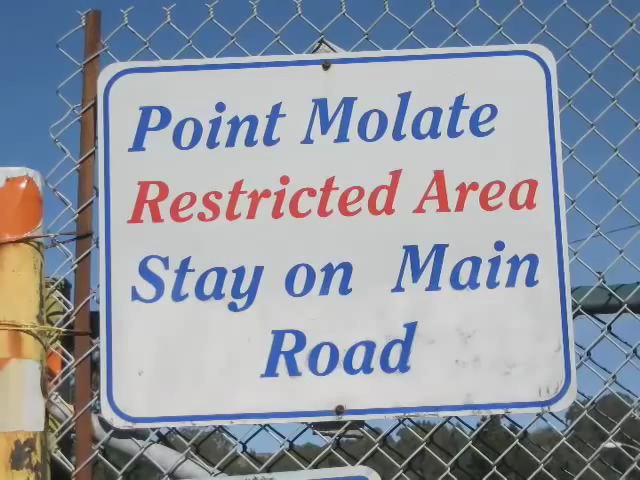 Point Molate
Restricted Area
Stay on Main
Road